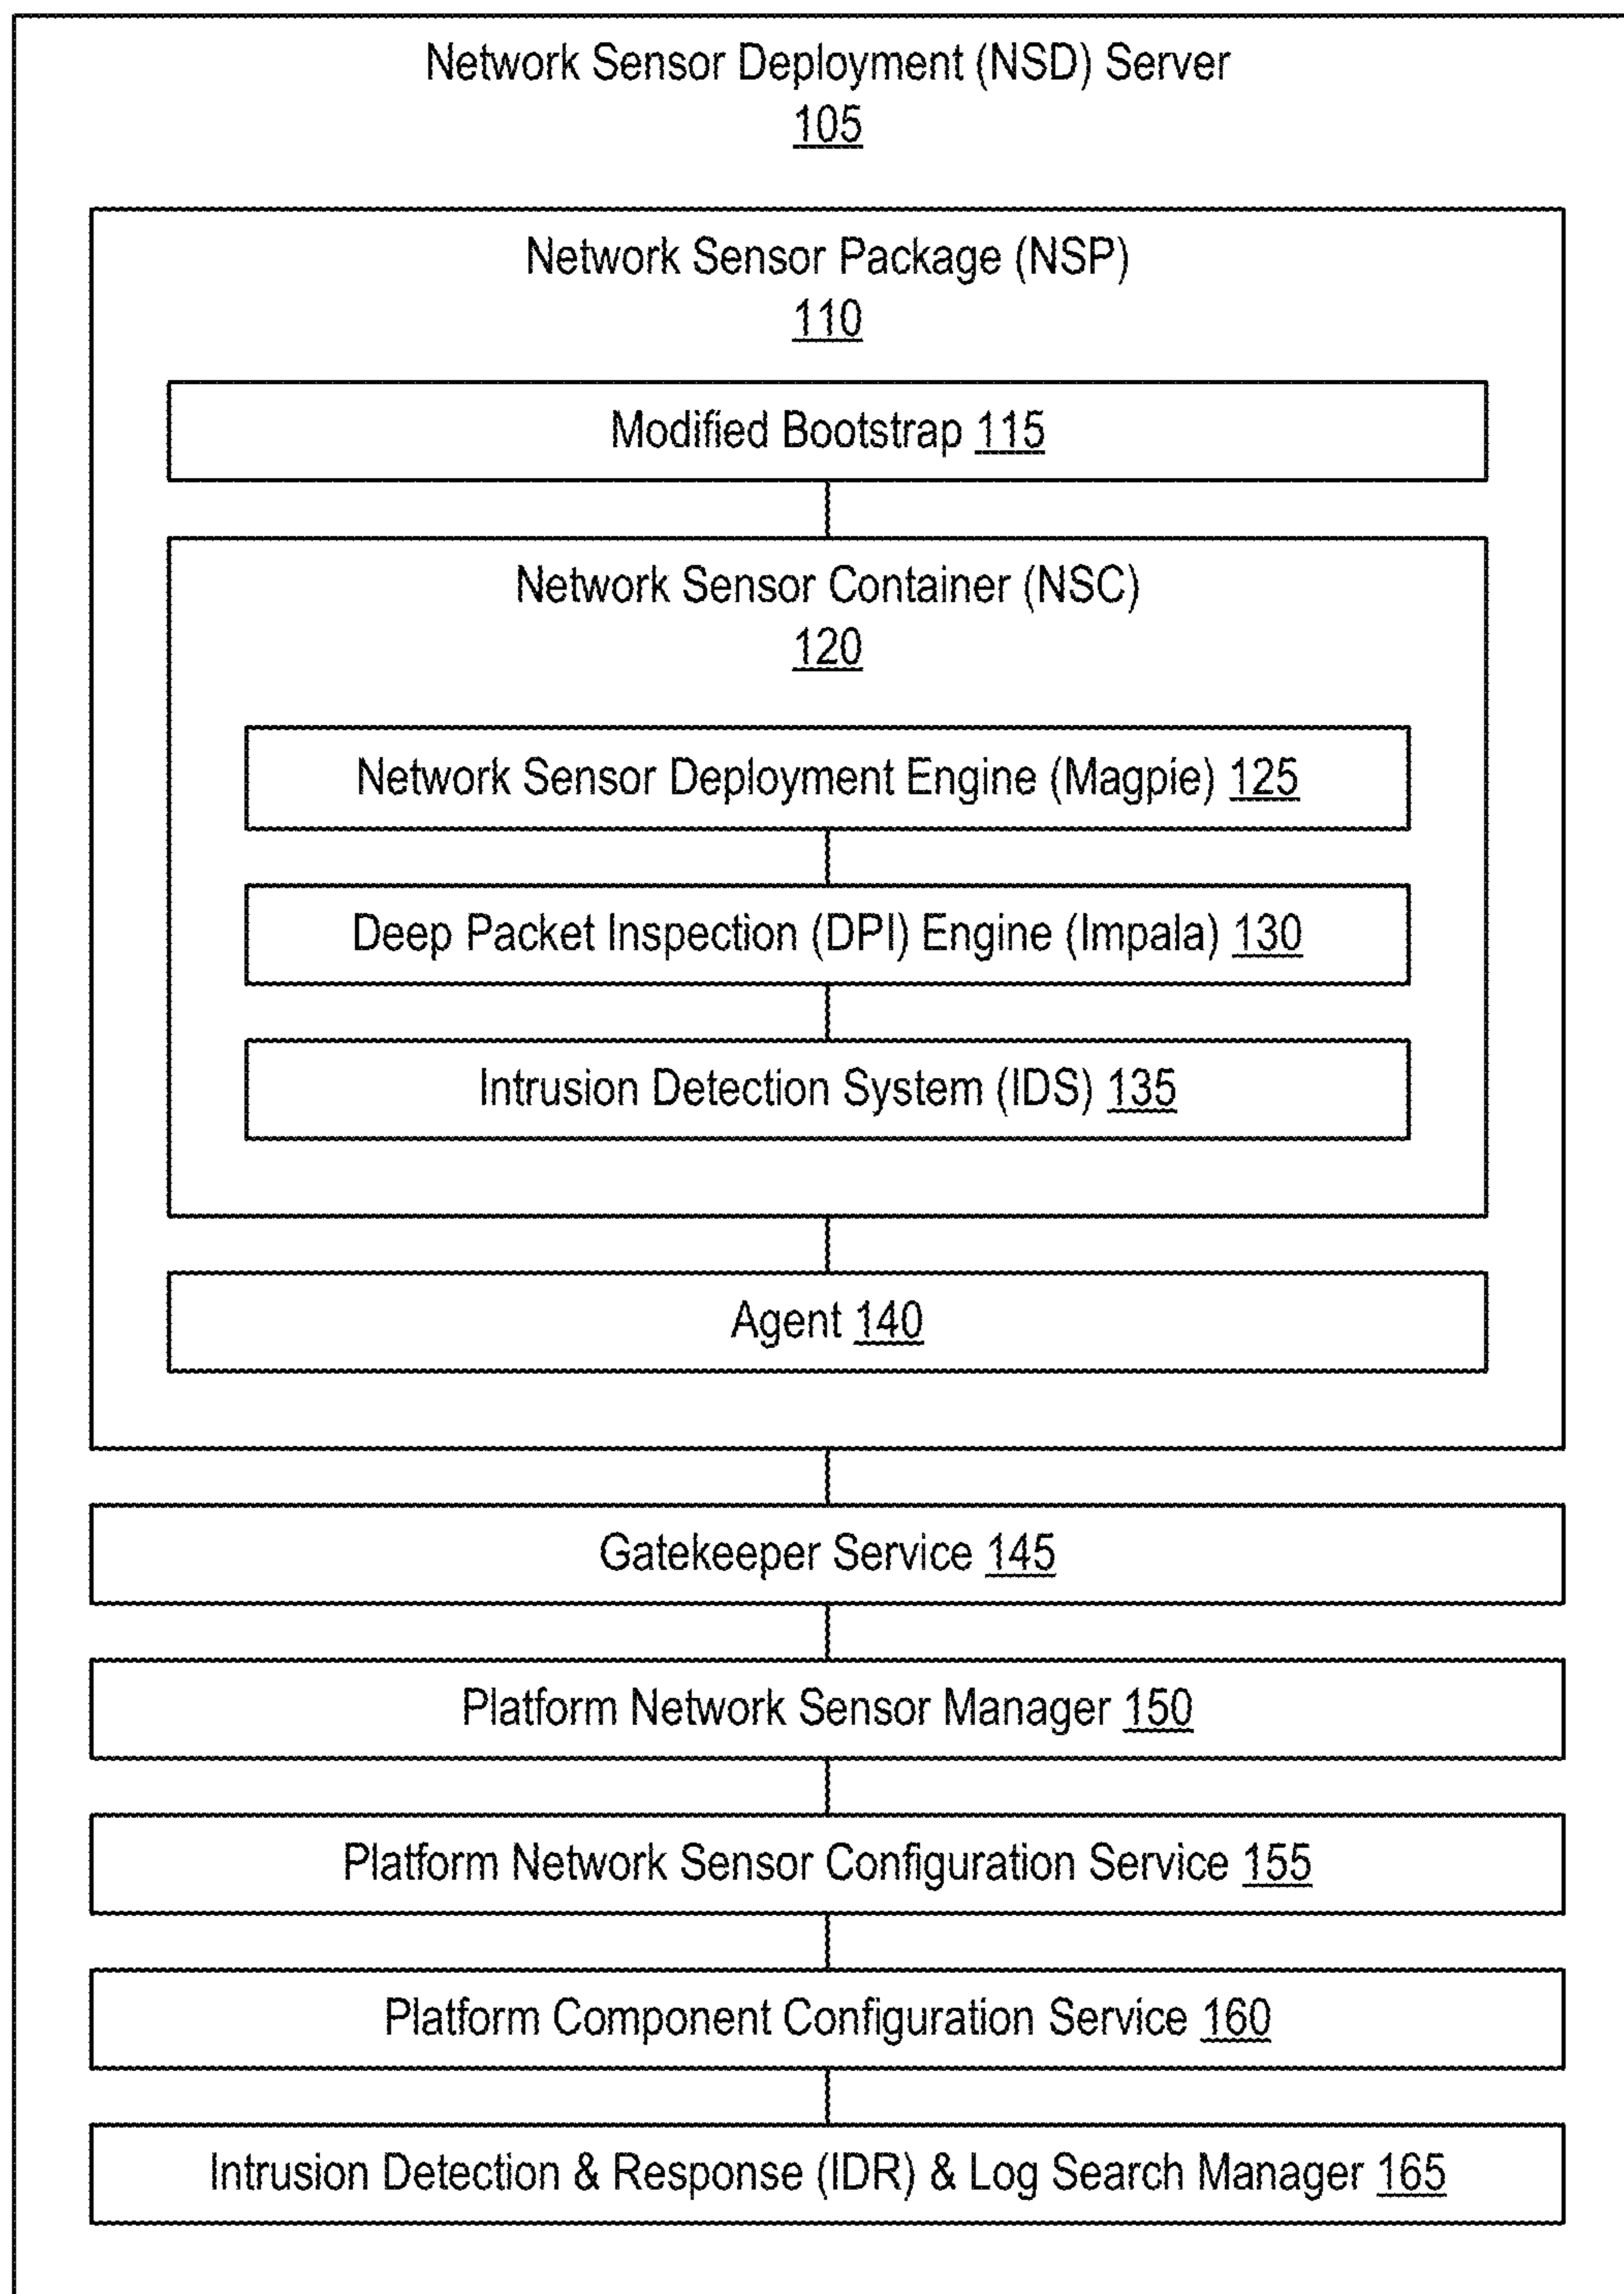 Network Sensor Deployment (NSD) Server
105
Network Sensor Package (NSP)
110
Modified Bootstrap 115
Network Sensor Container (NSC)
120
Network Sensor Deployment Engine (Magpie) 125
Deep Packet Inspection (DPI) Engine (Impala) 130
Intrusion Detection System (IDS) 135
Agent 140
Gatekeeper Service 145
Platform Network Sensor Manager 150
Platform Network Sensor Configuration Service 155
Platform Component Configuration Service 160
Intrusion Detection & Response (IDR) & Log Search Manager 165